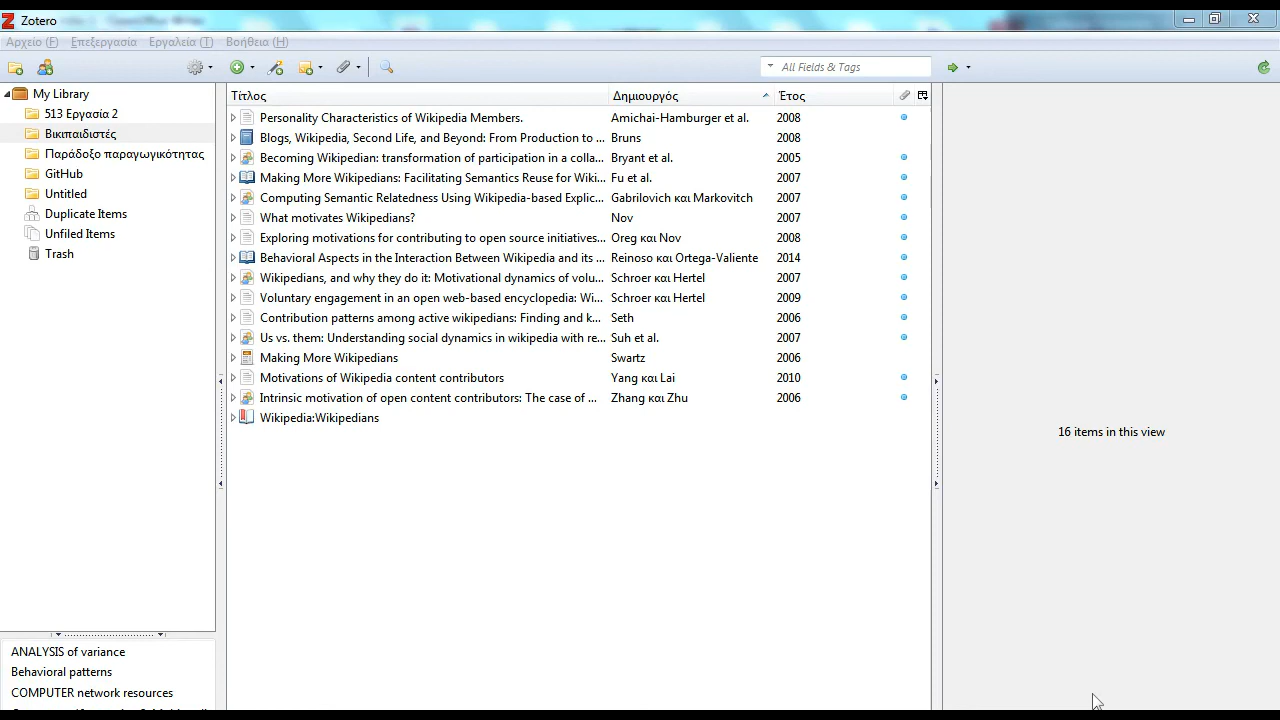 Zotero
Αρχείο (F) Επεξεργασία Εργαλεία (T) Βοήθεια (H)
All Fields & Tags
My Library
513 Εργασία 2
Βικιπαιδιστές
Παράδοξο παραγωγικότητας
GitHub
Untitled
Duplicate Items
Unfiled Items
Trash
Τίτλος Δημιουργός Έτος
Personality Characteristics of Wikipedia Members. Amichai-Hamburger et al. 2008
Blogs, Wikipedia, Second Life, and Beyond: From Production to ... Bruns 2008
Becoming Wikipedian: transformation of participation in a colla... Bryant et al. 2005
Making More Wikipedians: Facilitating Semantics Reuse for Wiki... Fu et al. 2007
Computing Semantic Relatedness Using Wikipedia-based Explic... Gabrilovich και Markovitch 2007
What motivates Wikipedians? Nov 2007
Exploring motivations for contributing to open source initiatives... Oreg και Nov 2008
Behavioral Aspects in the Interaction Between Wikipedia and its ... Reinoso και Ortega-Valiente 2014
Wikipedians, and why they do it: Motivational dynamics of volu... Schroer και Hertel 2007
Voluntary engagement in an open web-based encyclopedia: Wi... Schroer και Hertel 2009
Contribution patterns among active wikipedians: Finding and k... Seth 2006
Us vs. them: Understanding social dynamics in wikipedia with re... Suh et al. 2007
Making More Wikipedians Swartz 2006
Motivations of Wikipedia content contributors Yang και Lai 2010
Intrinsic motivation of open content contributors: The case of ... Zhang και Zhu 2006
Wikipedia:Wikipedians
16 items in this view
ANALYSIS of variance
Behavioral patterns
COMPUTER network resources